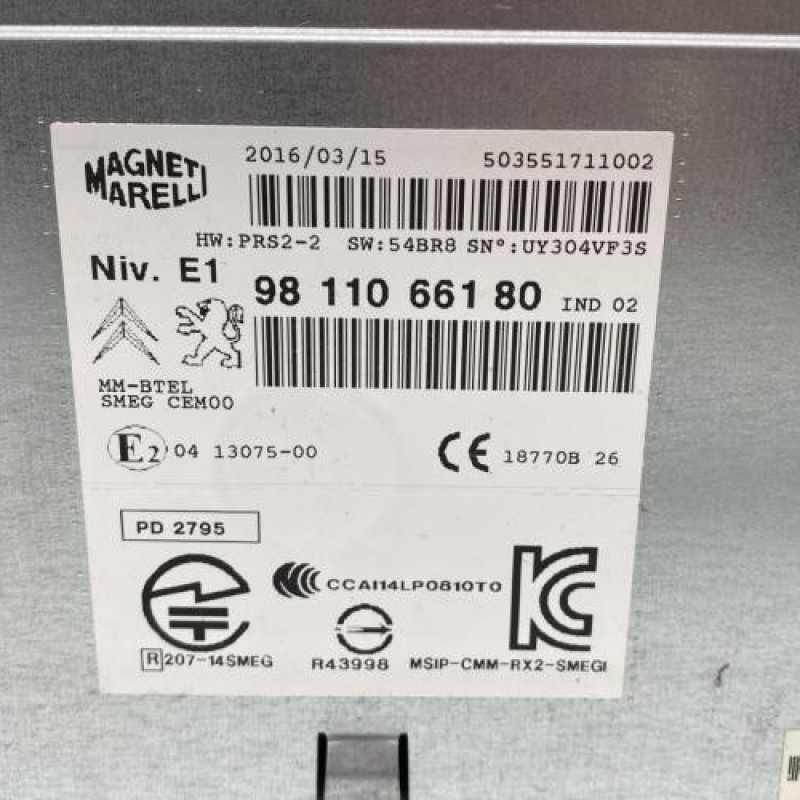 MAGNETI MARELLI
2016/03/15 503551711002
HW:PRS2-2 SW:54BR8 SN°:UY304VF3S
Niv. E1
98 110 661 80 IND 02
MM-BTEL
SMEG CEM00
E2 04 13075-00
CE 18770B 26
PD 2795
CCAI14LP0810T0
R 207-14SMEG
R43998
MSIP-CMM-RX2-SMEGI